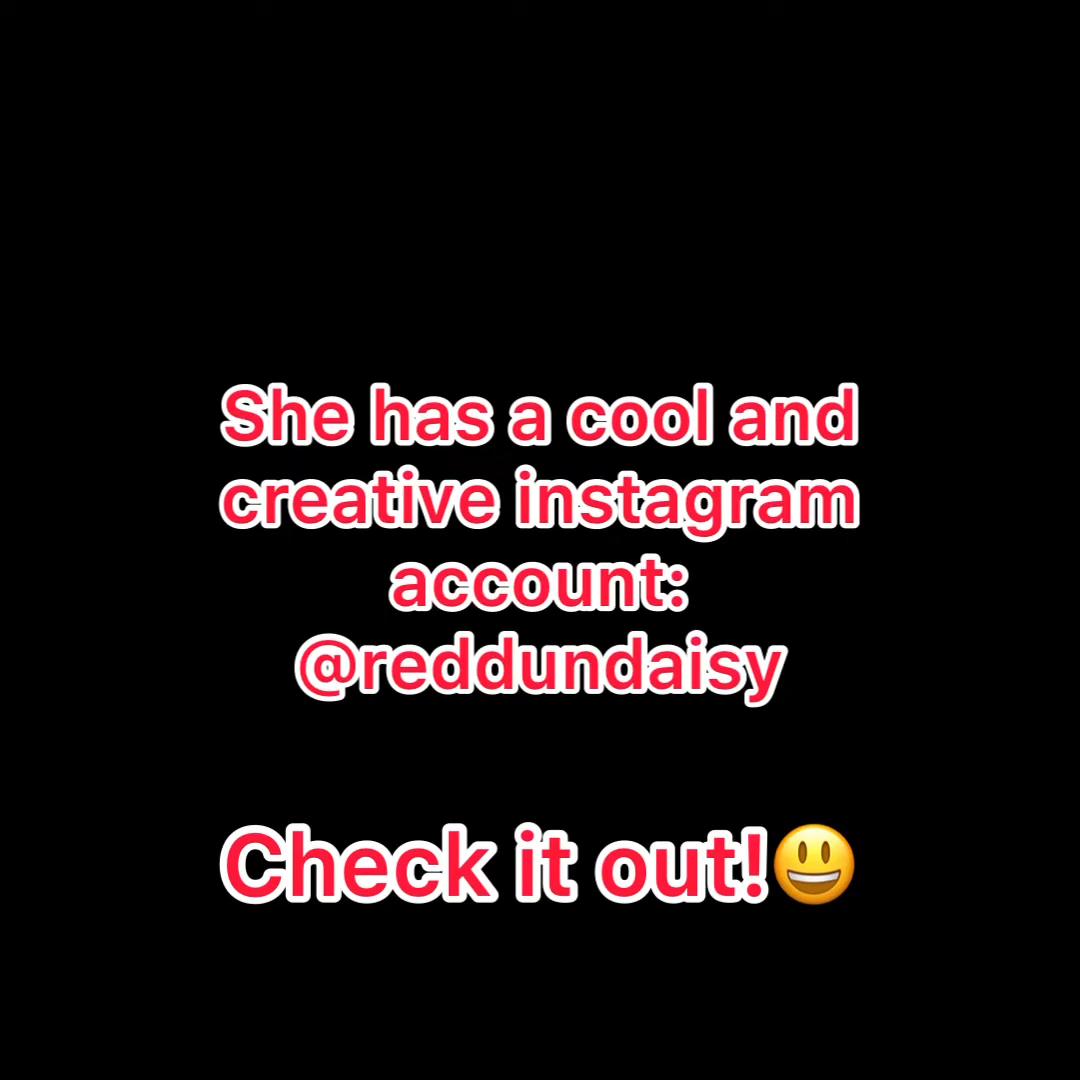 She has a cool and
creative instagram
account:
@reddundaisy
Check it out!😃